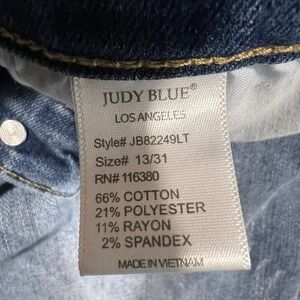 JUDY BLUE®
LOS ANGELES
Style# JB82249LT
Size# 13/31
RN# 116380
66% COTTON
21% POLYESTER
11% RAYON
2% SPANDEX
MADE IN VIETNAM